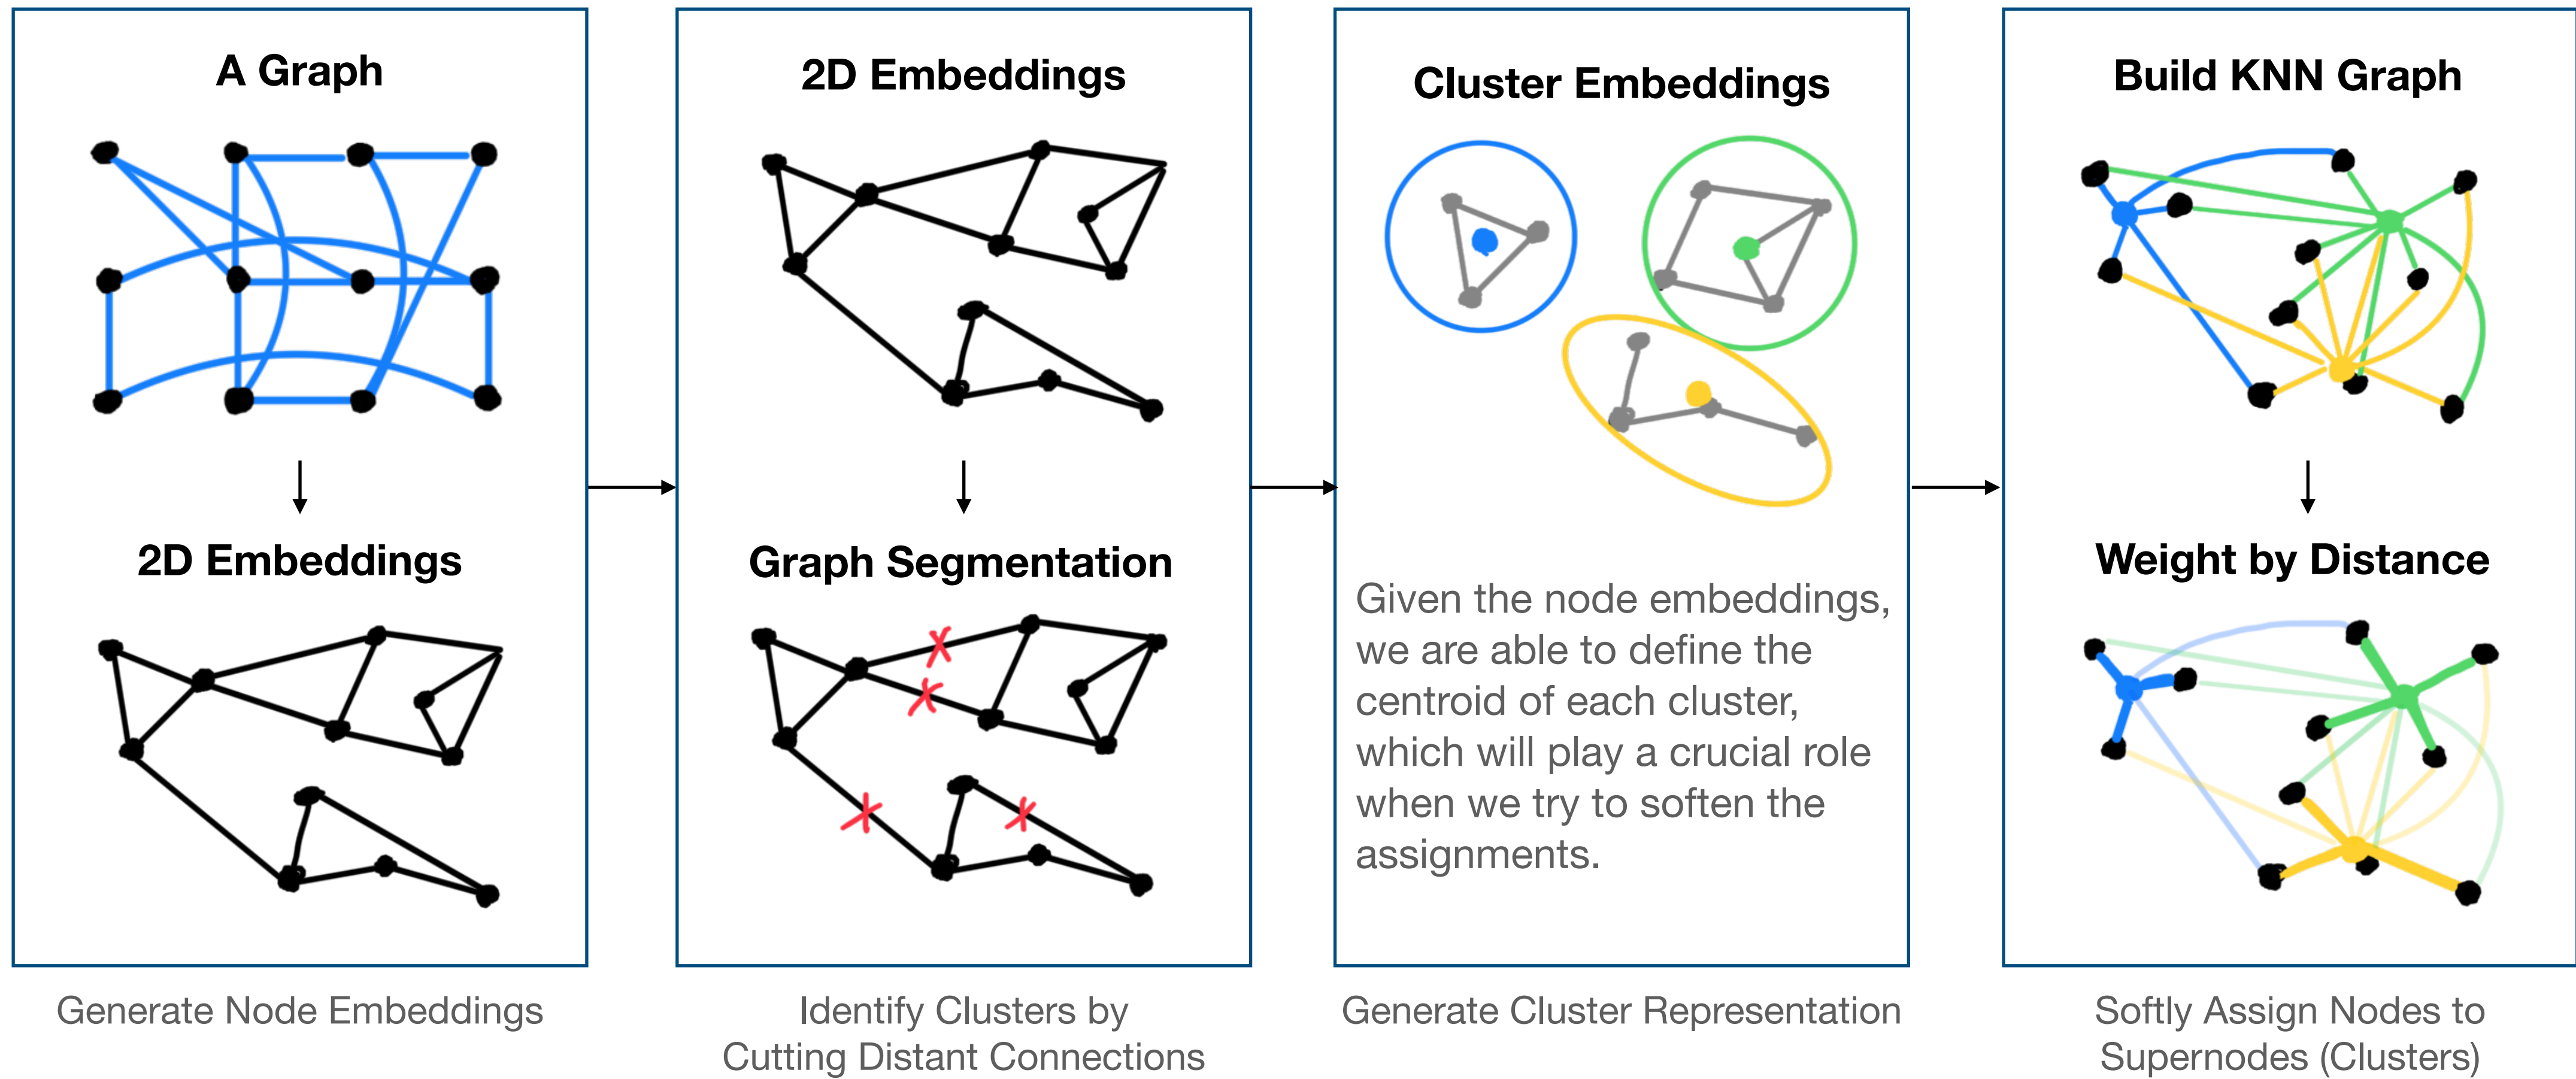 A Graph
2D Embeddings
Generate Node Embeddings
2D Embeddings
Graph Segmentation
Identify Clusters by
Cutting Distant Connections
Cluster Embeddings
Given the node embeddings,
we are able to define the
centroid of each cluster,
which will play a crucial role
when we try to soften the
assignments.
Generate Cluster Representation
Build KNN Graph
Weight by Distance
Softly Assign Nodes to
Supernodes (Clusters)